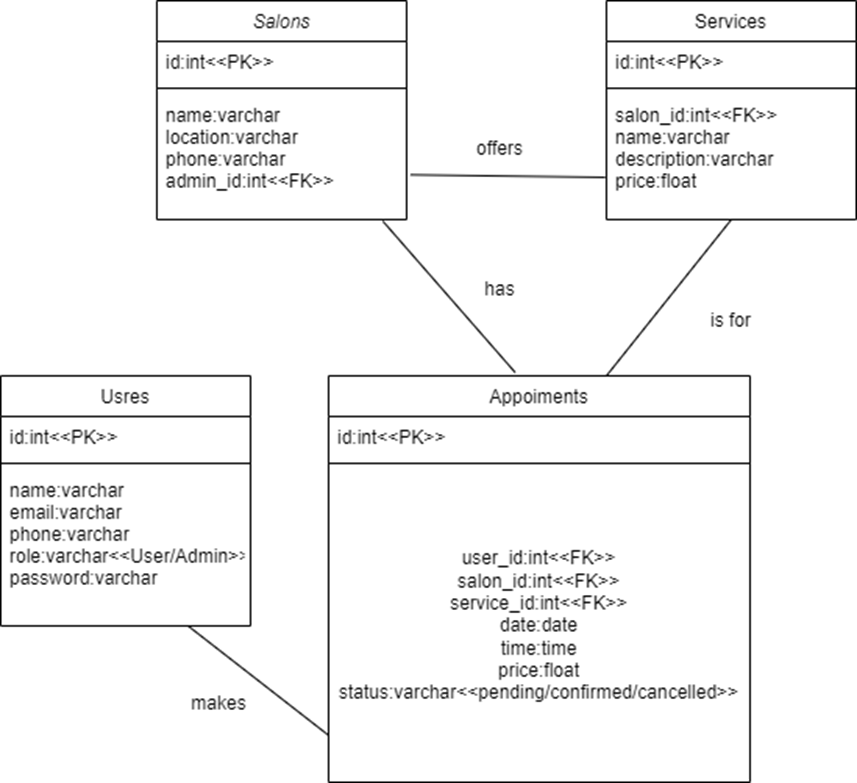 Salons
id:int<<PK>>
name:varchar
location:varchar
phone:varchar
admin_id:int<<FK>>
offers
Services
id:int<<PK>>
salon_id:int<<FK>>
name:varchar
description:varchar
price:float
has
is for
Usres
id:int<<PK>>
name:varchar
email:varchar
phone:varchar
role:varchar<<User/Admin>>
password:varchar
makes
Appoiments
id:int<<PK>>
user_id:int<<FK>>
salon_id:int<<FK>>
service_id:int<<FK>>
date:date
time:time
price:float
status:varchar<<pending/confirmed/cancelled>>